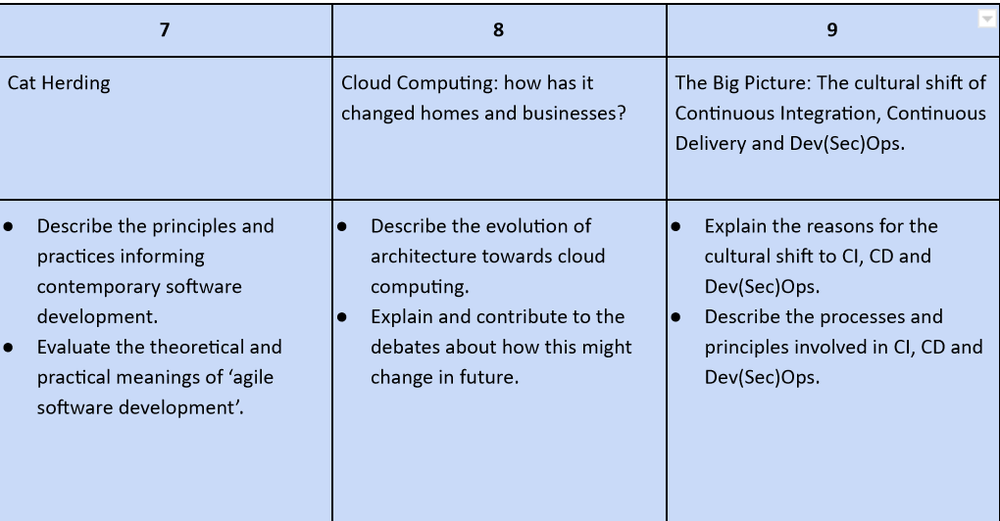 7
8
9
Cat Herding
Cloud Computing: how has it
changed homes and businesses?
The Big Picture: The cultural shift of
Continuous Integration, Continuous
Delivery and Dev(Sec)Ops.
● Describe the principles and
practices informing
contemporary software
development.
● Evaluate the theoretical and
practical meanings of ‘agile
software development’.
● Describe the evolution of
architecture towards cloud
computing.
● Explain and contribute to the
debates about how this might
change in future.
● Explain the reasons for the
cultural shift to CI, CD and
Dev(Sec)Ops.
● Describe the processes and
principles involved in CI, CD and
Dev(Sec)Ops.